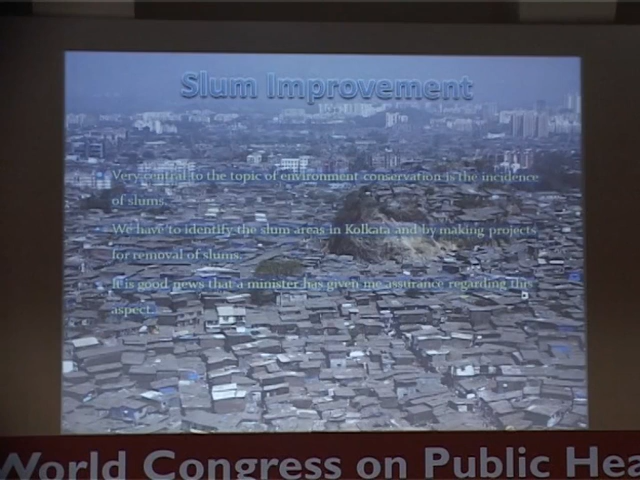 Slum Improvement
Very central to the topic of environment conservation is the incidence
of slums.
We have to identify the slum areas in Kolkata and by making projects
for removal of slums.
It is good news that a minister has given me assurance regarding this
aspect.
World Congress on Public Hea